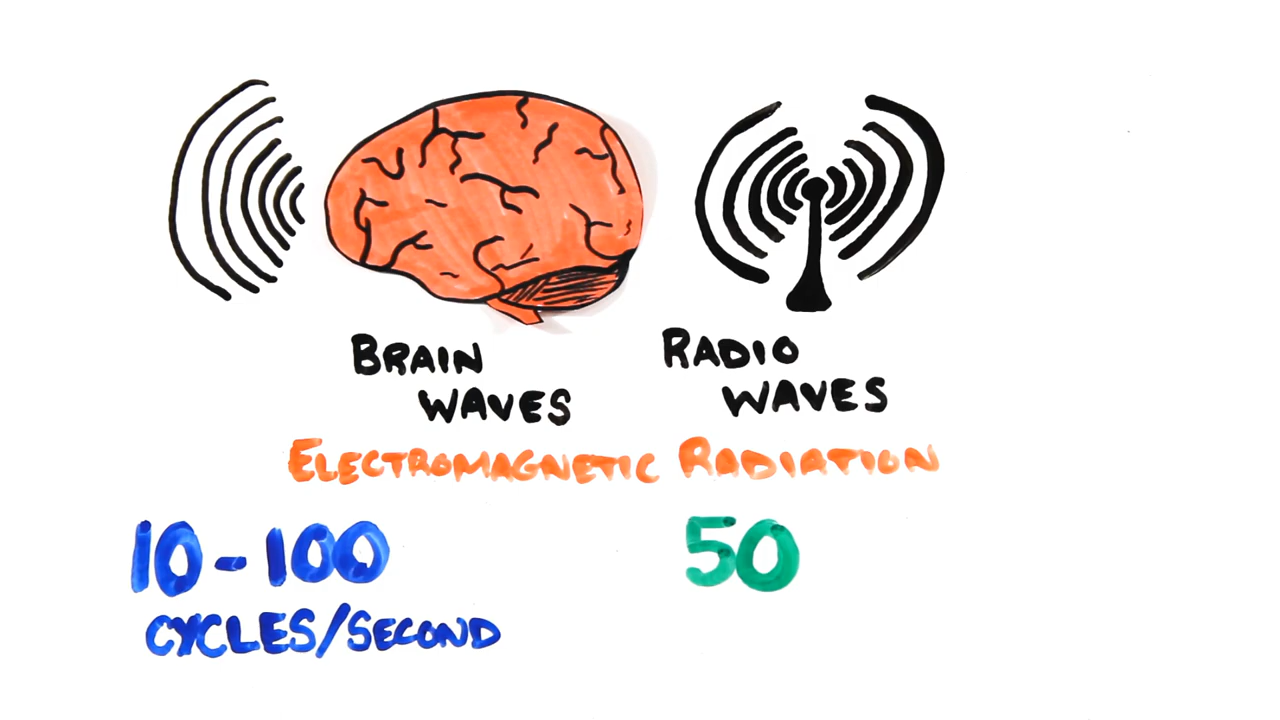 BRAIN
WAVES
RADIO
WAVES
ELECTROMAGNETIC RADIATION
10-100
CYCLES/SECOND
50